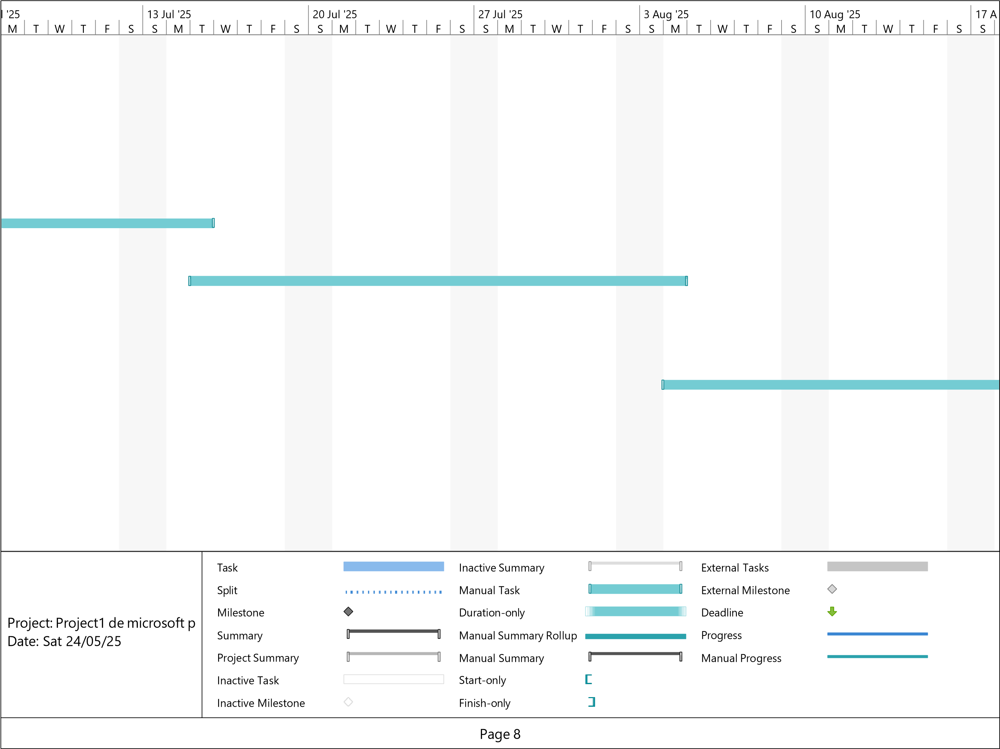 '25 13 Jul '25 20 Jul '25 27 Jul '25 3 Aug '25 10 Aug '25 17 A
M T W T F S S M T W T F S S M T W T F S S M T W T F S S M T W T F S S M T W T F S S
Task Inactive Summary External Tasks
Split Manual Task External Milestone
Milestone Duration-only Deadline
Summary Manual Summary Rollup Progress
Project Summary Manual Summary Manual Progress
Inactive Task Start-only
Inactive Milestone Finish-only
Project: Project1 de microsoft p
Date: Sat 24/05/25
Page 8